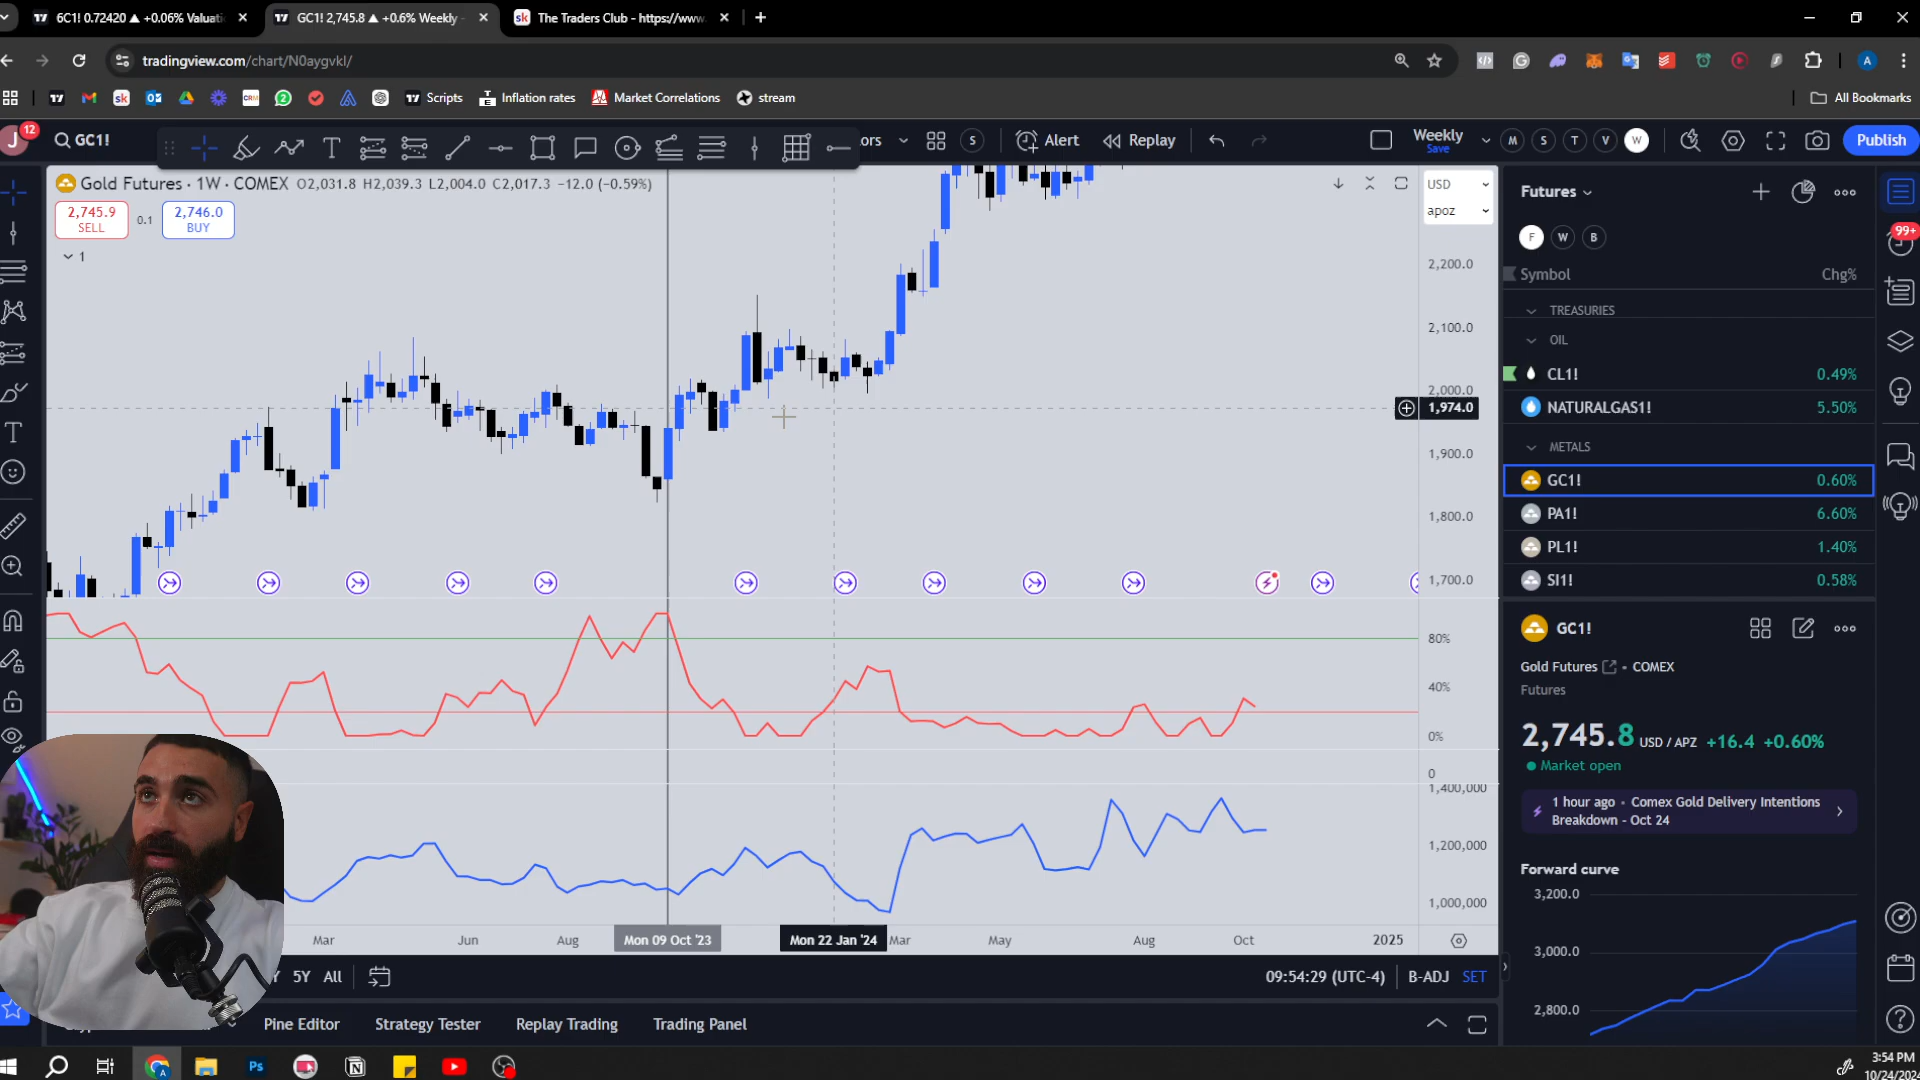 6C1! 0.72420 ▲ +0.06% Valuati
GC1! 2,745.8 ▲ +0.6% Weekly
The Traders Club - https://www.
tradingview.com/chart/N0aygvkl/
Scripts
Inflation rates
Market Correlations
stream
All Bookmarks
J
12
GC1!
ors
S
Alert
Replay
Weekly
Save
M
S
T
V
W
Publish
Gold Futures · 1W · COMEX O2,031.8 H2,039.3 L2,004.0 C2,017.3 -12.0 (-0.59%)
2,745.9
SELL
0.1
2,746.0
BUY
1
USD
apoz
2,200.0
2,100.0
2,000.0
1,974.0
1,900.0
1,800.0
1,700.0
80%
40%
0%
0
1,400,000
1,200,000
1,000,000
Mar
Jun
Aug
Mon 09 Oct '23
Mon 22 Jan '24
Mar
May
Aug
Oct
2025
5Y
All
09:54:29 (UTC-4)
B-ADJ
SET
Pine Editor
Strategy Tester
Replay Trading
Trading Panel
Futures
F
W
B
Symbol
Chg%
TREASURIES
OIL
CL1!
0.49%
NATURALGAS1!
5.50%
METALS
GC1!
0.60%
PA1!
6.60%
PL1!
1.40%
SI1!
0.58%
GC1!
Gold Futures
• COMEX
Futures
2,745.8 USD / APZ +16.4 +0.60%
Market open
1 hour ago • Comex Gold Delivery Intentions
Breakdown - Oct 24
Forward curve
3,200.0
3,000.0
2,800.0
99+
3:54 PM
10/24/2024